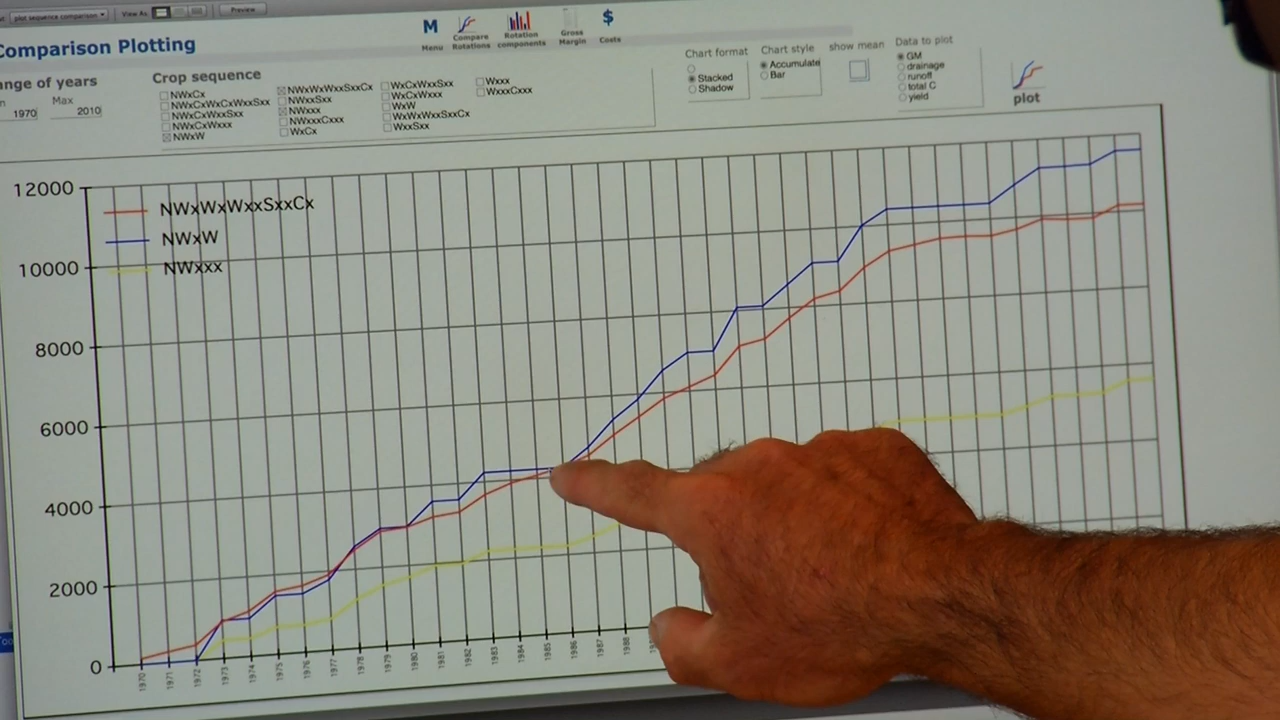 plot sequence comparison
View As
Preview
Comparison Plotting
M
Menu
Compare
Rotations
Rotation
components
Gross
Margin
$
Costs
ange of years
Max
1970
2010
Crop sequence
NWxCx
NWxCxWxCxWxxSxx
NWxCxWxxSxx
NWxCxWxxx
NWxW
NWxWxWxxSxxCx
NWxxSxx
NWxxx
NWxxxCxxx
WxCx
WxCxWxxSxx
WxCxWxxx
WxW
WxWxWxxSxxCx
WxxSxx
Wxxx
WxxxCxxx
Chart format
Stacked
Shadow
Chart style
Accumulate
Bar
show mean
Data to plot
GM
drainage
runoff
total C
yield
plot
12000
10000
8000
6000
4000
2000
0
NWxWxWxxSxxCx
NWxW
NWxxx
1970
1971
1972
1973
1974
1975
1976
1977
1978
1979
1980
1981
1982
1983
1984
1985
1986
1987
1988